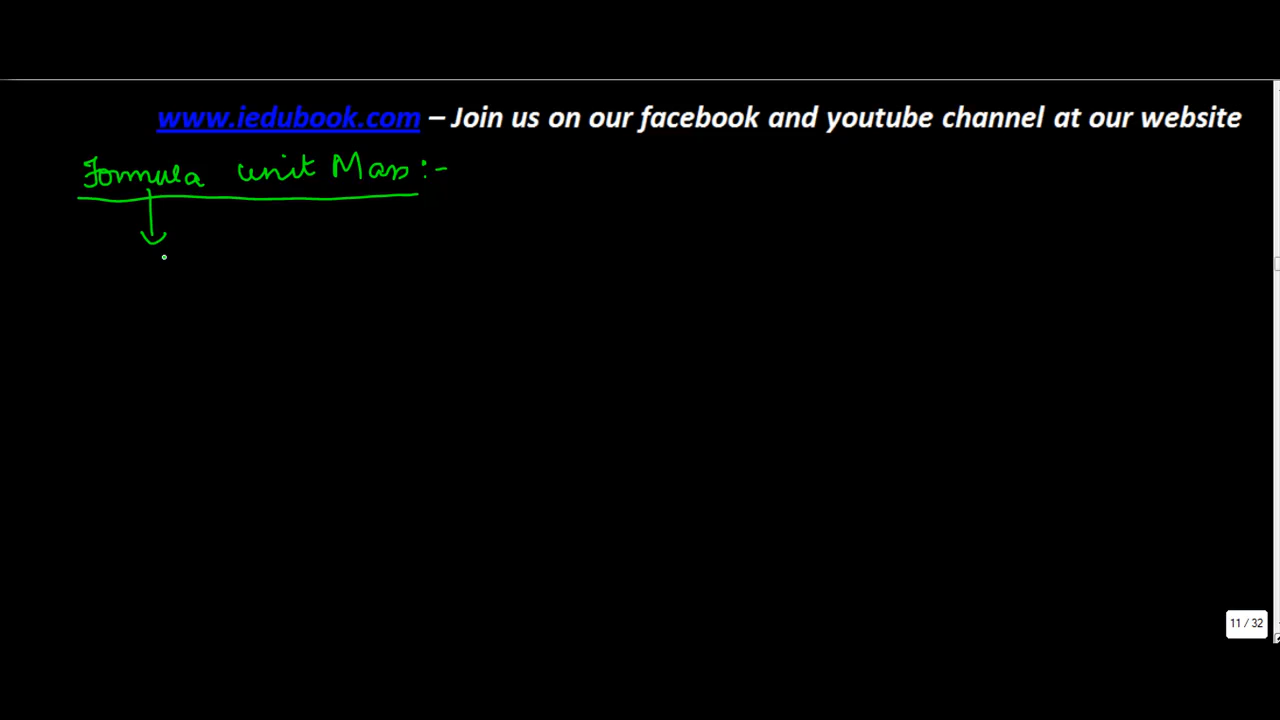 www.iedubook.com – Join us on our facebook and youtube channel at our website
Formula unit Mass :-
11 / 32